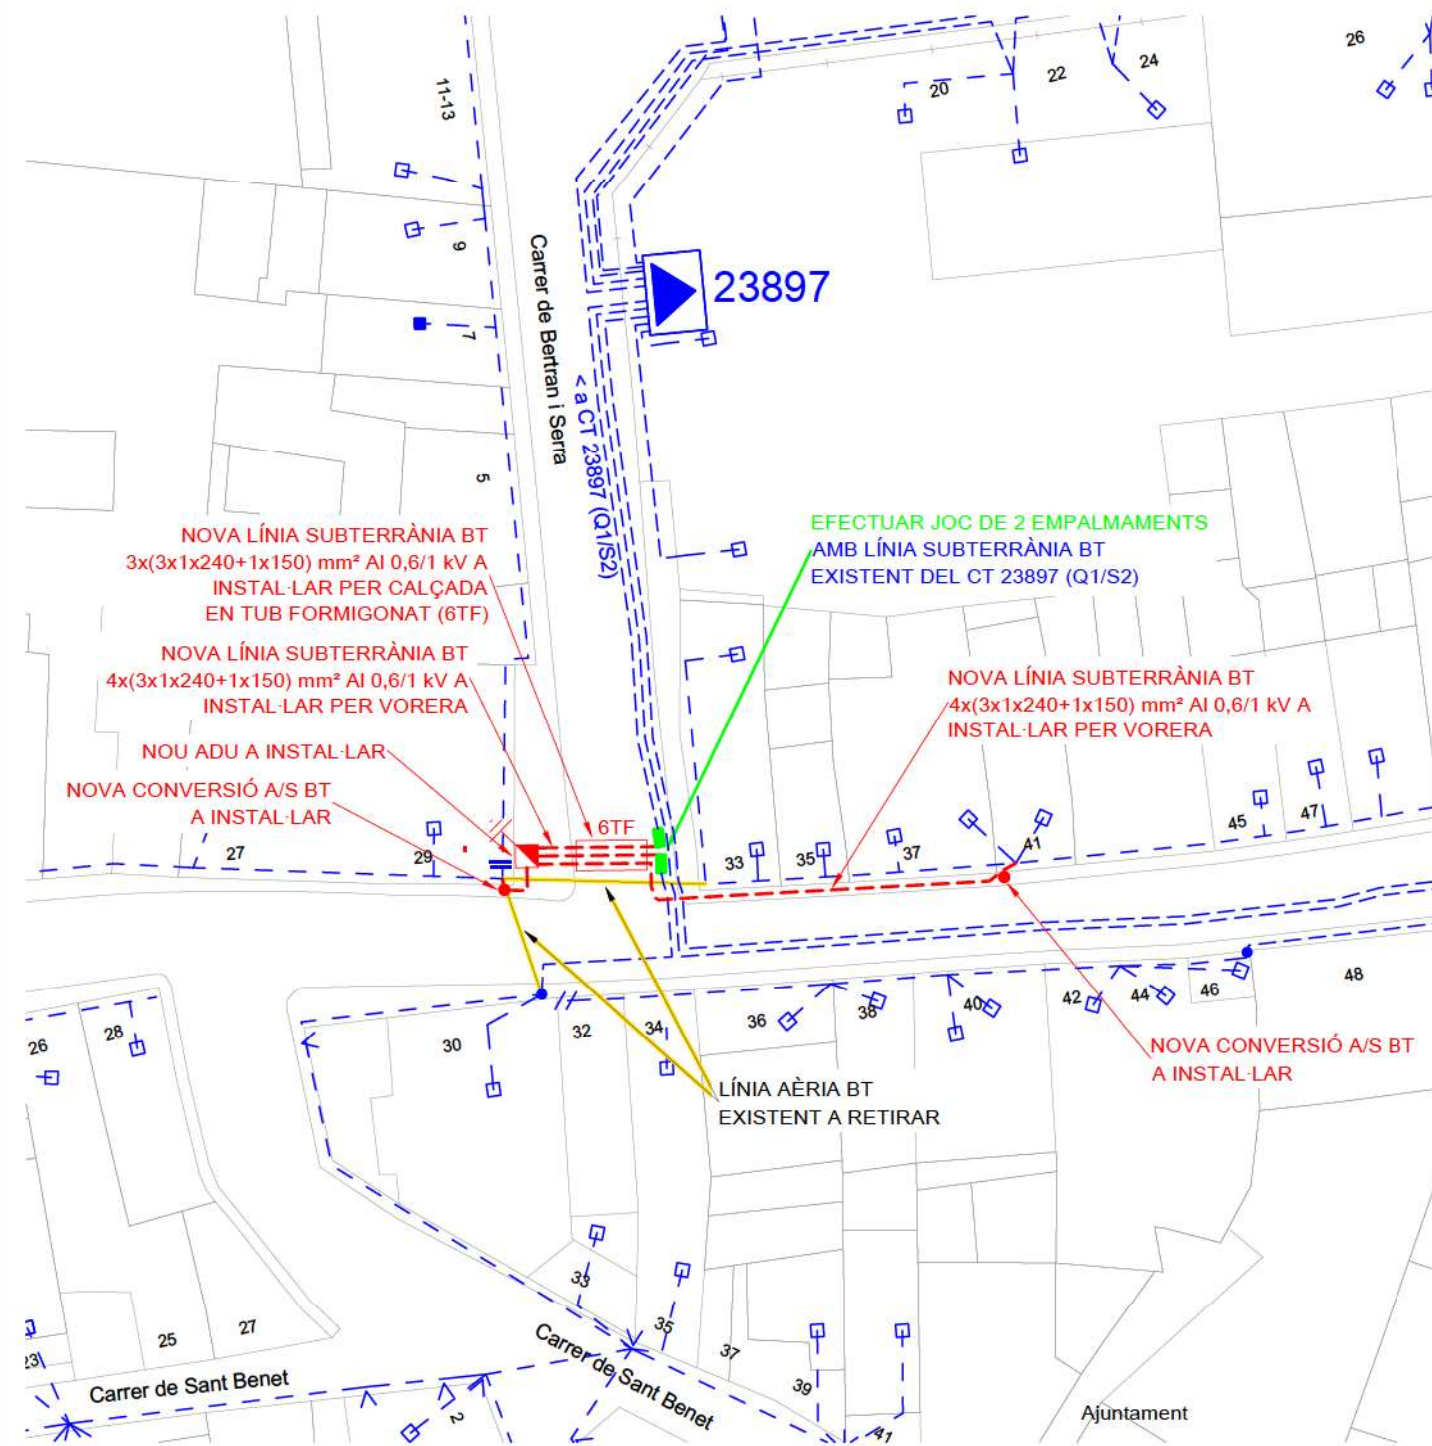 26
24
22
20
11-13
9
7
5
Carrer de Bertran i Serra
23897
< a CT 23897 (Q1/S2)
NOVA LÍNIA SUBTERRÀNIA BT
3x(3x1x240+1x150) mm² Al 0,6/1 kV A
INSTAL·LAR PER CALÇADA
EN TUB FORMIGONAT (6TF)
EFECTUAR JOC DE 2 EMPALMAMENTS
AMB LÍNIA SUBTERRÀNIA BT
EXISTENT DEL CT 23897 (Q1/S2)
NOVA LÍNIA SUBTERRÀNIA BT
4x(3x1x240+1x150) mm² Al 0,6/1 kV A
INSTAL·LAR PER VORERA
NOVA LÍNIA SUBTERRÀNIA BT
4x(3x1x240+1x150) mm² Al 0,6/1 kV A
INSTAL·LAR PER VORERA
NOU ADU A INSTAL·LAR
NOVA CONVERSIÓ A/S BT
A INSTAL·LAR
6TF
27
29
33
35
37
41
45
47
26
28
30
32
34
36
38
40
42
44
46
48
NOVA CONVERSIÓ A/S BT
A INSTAL·LAR
LÍNIA AÈRIA BT
EXISTENT A RETIRAR
33
35
37
39
41
23
25
27
2
Carrer de Sant Benet
Carrer de Sant Benet
Ajuntament